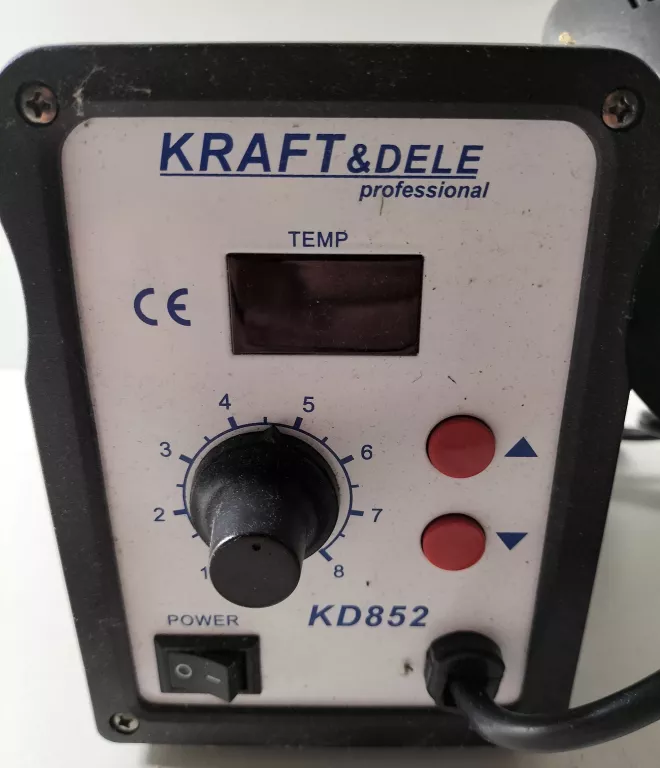 KRAFT&DELE
professional
TEMP
CE
4 5
3 6
2 7
1 8
KD852
POWER
O –